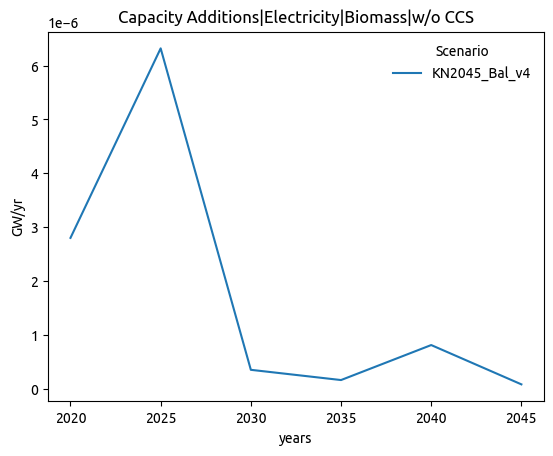 Capacity Additions|Electricity|Biomass|w/o CCS
1e−6
Scenario
KN2045_Bal_v4
6
5
4
3
2
1
0
GW/yr
2020 2025 2030 2035 2040 2045
years